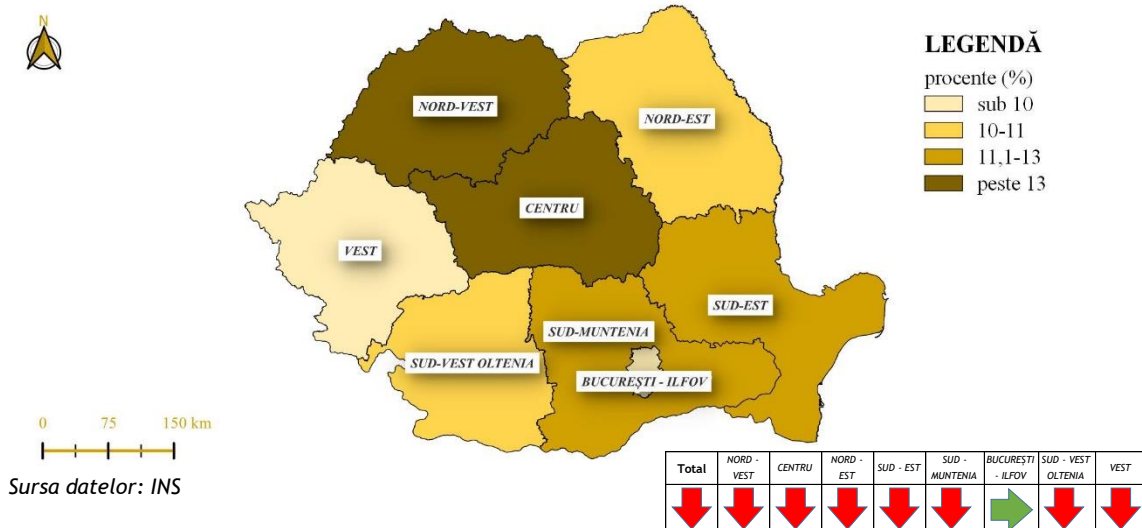 N
LEGENDĂ
procente (%)
sub 10
10-11
11,1-13
peste 13
NORD-VEST
NORD-EST
CENTRU
VEST
SUD-EST
SUD-MUNTENIA
SUD-VEST OLTENIA
BUCUREȘTI - ILFOV
0 75 150 km
Sursa datelor: INS
Total
NORD - VEST
CENTRU
NORD - EST
SUD - EST
SUD - MUNTENIA
BUCUREȘTI - ILFOV
SUD - VEST OLTENIA
VEST